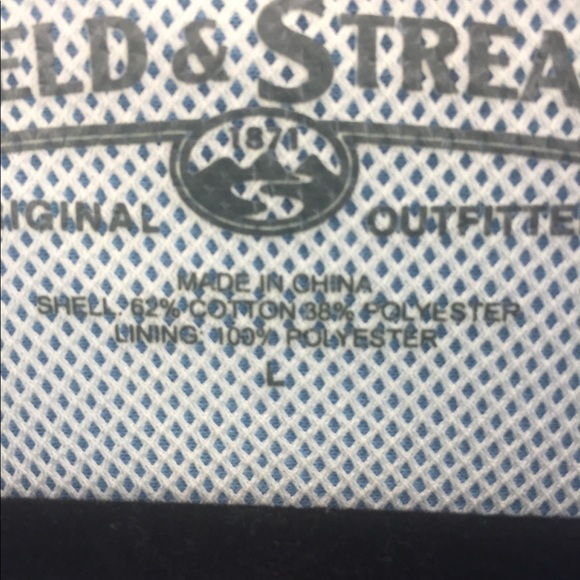 ELD & STREA
1871
IGINAL OUTFITTE
MADE IN CHINA
SHELL: 62% COTTON 38% POLYESTER
LINING: 100% POLYESTER
L